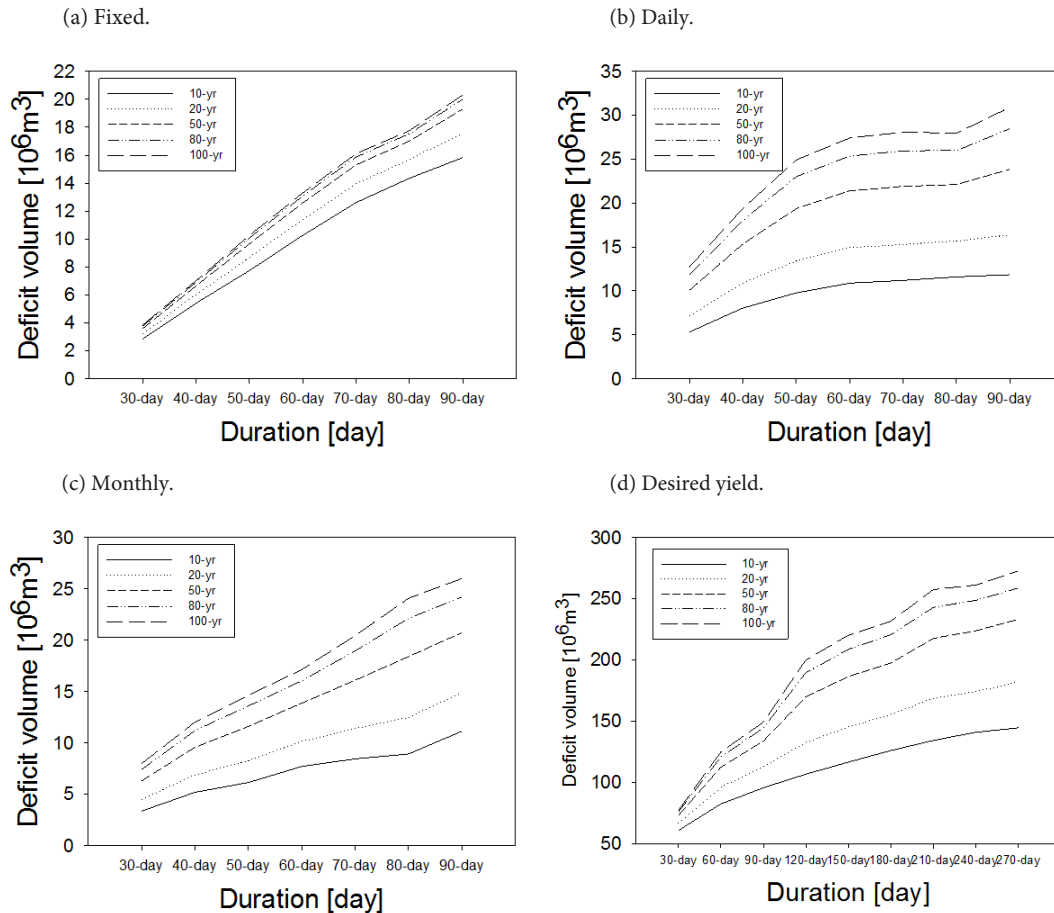 (a) Fixed.
Deficit volume [10⁶m³]
22
20
18
16
14
12
10
8
6
4
2
0
10-yr
20-yr
50-yr
80-yr
100-yr
30-day 40-day 50-day 60-day 70-day 80-day 90-day
Duration [day]
(b) Daily.
Deficit volume [10⁶m³]
35
30
25
20
15
10
5
0
10-yr
20-yr
50-yr
80-yr
100-yr
30-day 40-day 50-day 60-day 70-day 80-day 90-day
Duration [day]
(c) Monthly.
Deficit volume [10⁶m³]
30
25
20
15
10
5
0
10-yr
20-yr
50-yr
80-yr
100-yr
30-day 40-day 50-day 60-day 70-day 80-day 90-day
Duration [day]
(d) Desired yield.
Deficit volume [10⁶m³]
300
250
200
150
100
50
10-yr
20-yr
50-yr
80-yr
100-yr
30-day 60-day 90-day 120-day 150-day 180-day 210-day 240-day 270-day
Duration [day]